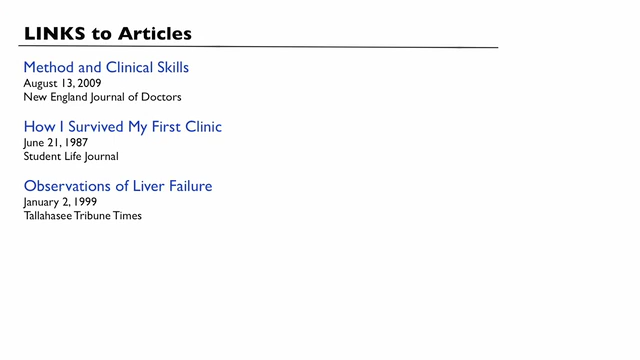 LINKS to Articles
Method and Clinical Skills
August 13, 2009
New England Journal of Doctors
How I Survived My First Clinic
June 21, 1987
Student Life Journal
Observations of Liver Failure
January 2, 1999
Tallahasee Tribune Times